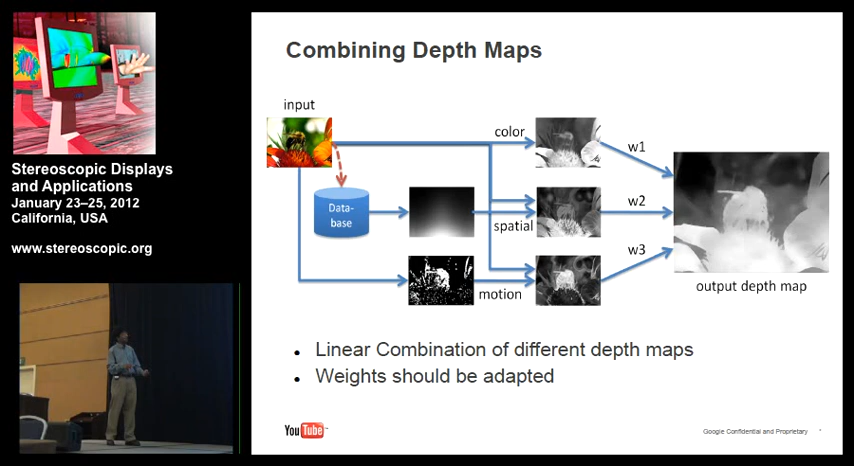 Stereoscopic Displays
and Applications
January 23–25, 2012
California, USA
www.stereoscopic.org
Combining Depth Maps
input
color
w1
Data-
base
spatial
w2
motion
w3
output depth map
• Linear Combination of different depth maps
• Weights should be adapted
YouTube
Google Confidential and Proprietary